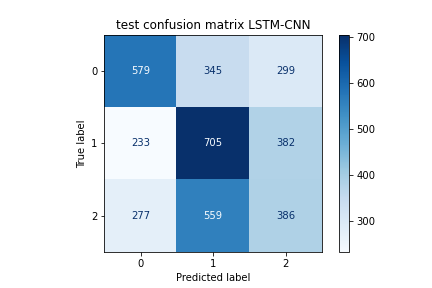 test confusion matrix LSTM-CNN
700
0 579 345 299
600
500
True label
1 233 705 382
400
2 277 559 386
300
0 1 2
Predicted label